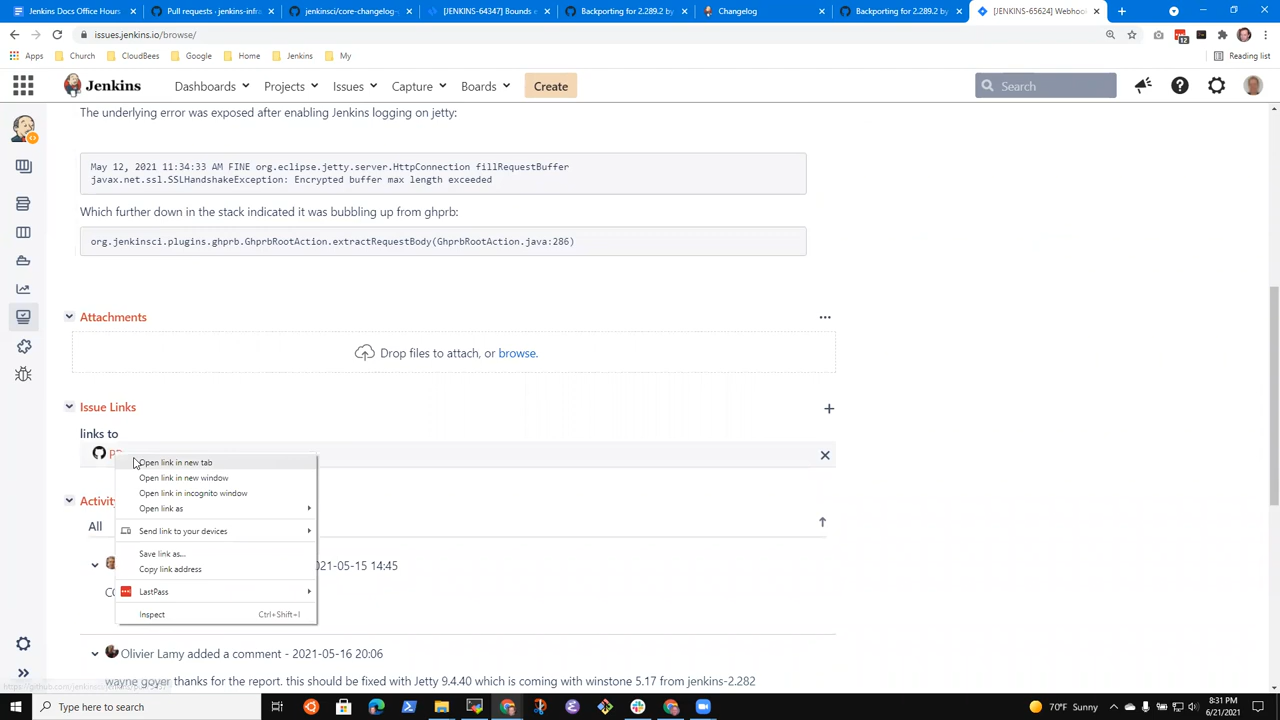 Jenkins Docs Office Hours
Pull requests · jenkins-infra
jenkinsci/core-changelog-
[JENKINS-64347] Bounds e
Backporting for 2.289.2 by
Changelog
Backporting for 2.289.2 by
[JENKINS-65624] Webhoo
issues.jenkins.io/browse/
12
Apps
Church
CloudBees
Google
Home
Jenkins
My
Reading list
Jenkins
Dashboards
Projects
Issues
Capture
Boards
Create
Search
The underlying error was exposed after enabling Jenkins logging on jetty:
May 12, 2021 11:34:33 AM FINE org.eclipse.jetty.server.HttpConnection fillRequestBuffer
javax.net.ssl.SSLHandshakeException: Encrypted buffer max length exceeded
Which further down in the stack indicated it was bubbling up from ghprb:
org.jenkinsci.plugins.ghprb.GhprbRootAction.extractRequestBody(GhprbRootAction.java:286)
Attachments
Drop files to attach, or browse.
Issue Links
links to
Open link in new tab
Open link in new window
Open link in incognito window
Open link as
Send link to your devices
Save link as...
Copy link address
LastPass
Inspect
Ctrl+Shift+I
Activity
All
2021-05-15 14:45
Olivier Lamy added a comment - 2021-05-16 20:06
wayne goyer thanks for the report. this should be fixed with Jetty 9.4.40 which is coming with winstone 5.17 from jenkins-2.282
Type here to search
70°F Sunny
8:31 PM
6/21/2021